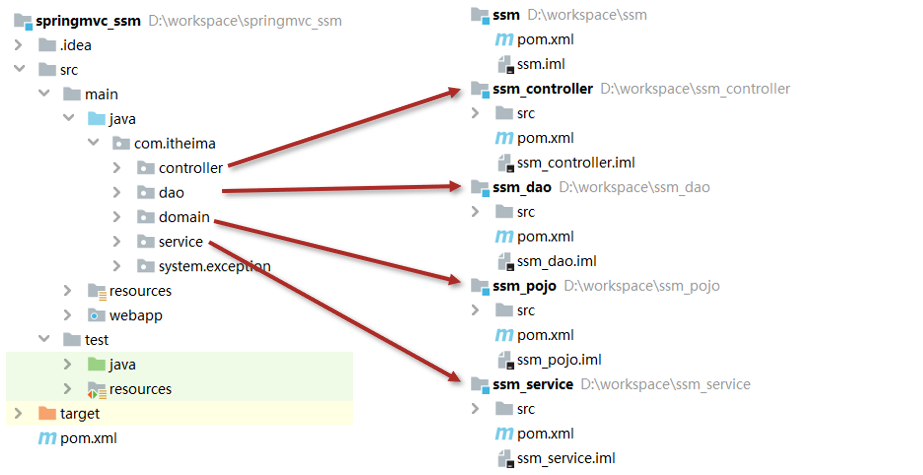 springmvc_ssm D:\workspace\springmvc_ssm
.idea
src
main
java
com.itheima
controller
dao
domain
service
system.exception
resources
webapp
test
java
resources
target
pom.xml
ssm D:\workspace\ssm
pom.xml
ssm.iml
ssm_controller D:\workspace\ssm_controller
src
pom.xml
ssm_controller.iml
ssm_dao D:\workspace\ssm_dao
src
pom.xml
ssm_dao.iml
ssm_pojo D:\workspace\ssm_pojo
src
pom.xml
ssm_pojo.iml
ssm_service D:\workspace\ssm_service
src
pom.xml
ssm_service.iml